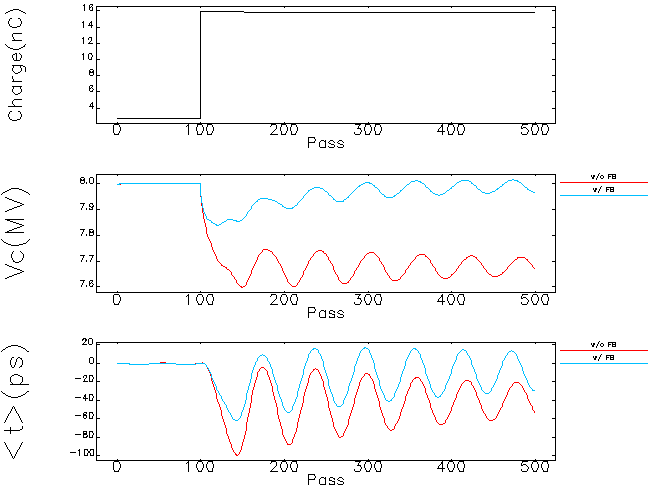 Charge(nC)
16
14
12
10
8
6
4
0 100 200 300 400 500
Pass
Vc(MV)
8.0
7.9
7.8
7.7
7.6
0 100 200 300 400 500
Pass
w/o FB
w/ FB
<t>(ps)
20
0
-20
-40
-60
-80
-100
0 100 200 300 400 500
Pass
w/o FB
w/ FB